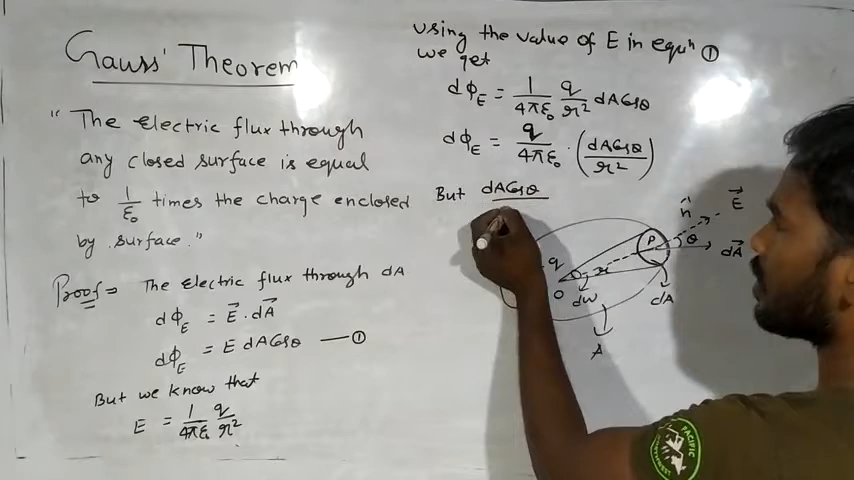 Gauss' Theorem
"The electric flux through
any closed surface is equal
to 1/ε₀ times the charge enclosed
by surface."
Proof = The electric flux through dA
dΦ_E = E⃗ . dA⃗
dΦ_E = E dA Cosθ — ①
But we know that
E = 1/4πε₀ q/r²
using the value of E in equⁿ ①
we get
dΦ_E = 1/4πε₀ q/r² dA Cosθ
dΦ_E = q/4πε₀ . (dA Cosθ/r²)
But dA Cosθ
n̂
E⃗
P
θ
dA⃗
q
r
O
dω
dA
A
PACIFIC